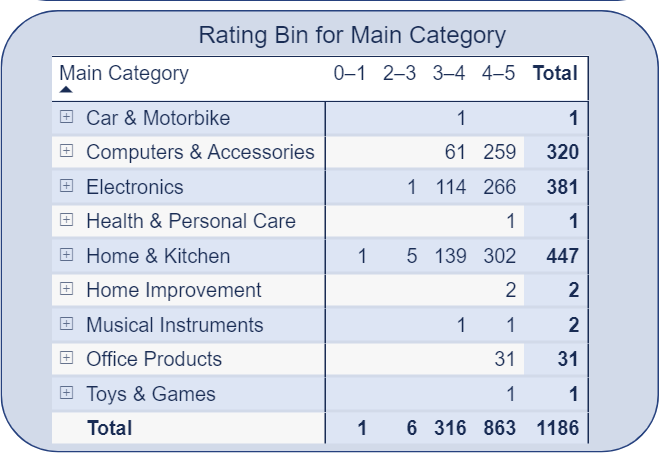 Rating Bin for Main Category
Main Category 0–1 2–3 3–4 4–5 Total
Car & Motorbike 1 1
Computers & Accessories 61 259 320
Electronics 1 114 266 381
Health & Personal Care 1 1
Home & Kitchen 1 5 139 302 447
Home Improvement 2 2
Musical Instruments 1 1 2
Office Products 31 31
Toys & Games 1 1
Total 1 6 316 863 1186